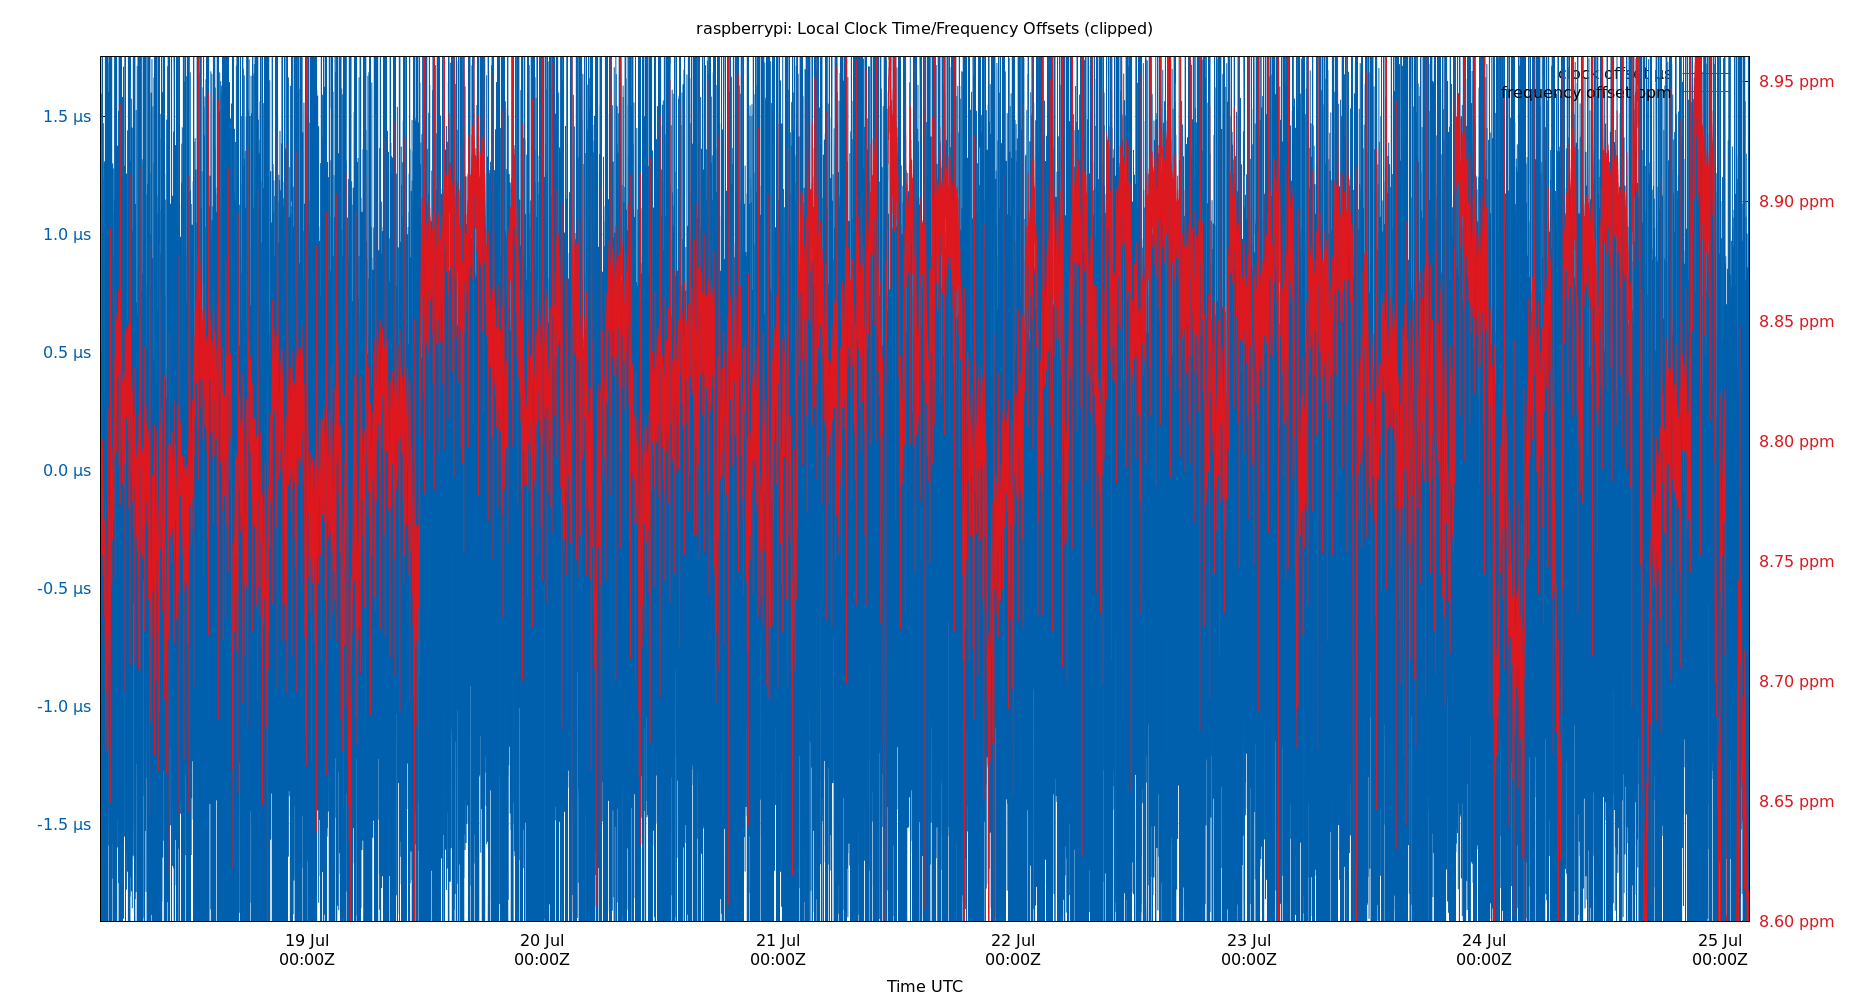 raspberrypi: Local Clock Time/Frequency Offsets (clipped)
clock offset µs
frequency offset ppm
1.5 µs
1.0 µs
0.5 µs
0.0 µs
-0.5 µs
-1.0 µs
-1.5 µs
8.95 ppm
8.90 ppm
8.85 ppm
8.80 ppm
8.75 ppm
8.70 ppm
8.65 ppm
8.60 ppm
19 Jul 20 Jul 21 Jul 22 Jul 23 Jul 24 Jul 25 Jul
00:00Z 00:00Z 00:00Z 00:00Z 00:00Z 00:00Z 00:00Z
Time UTC